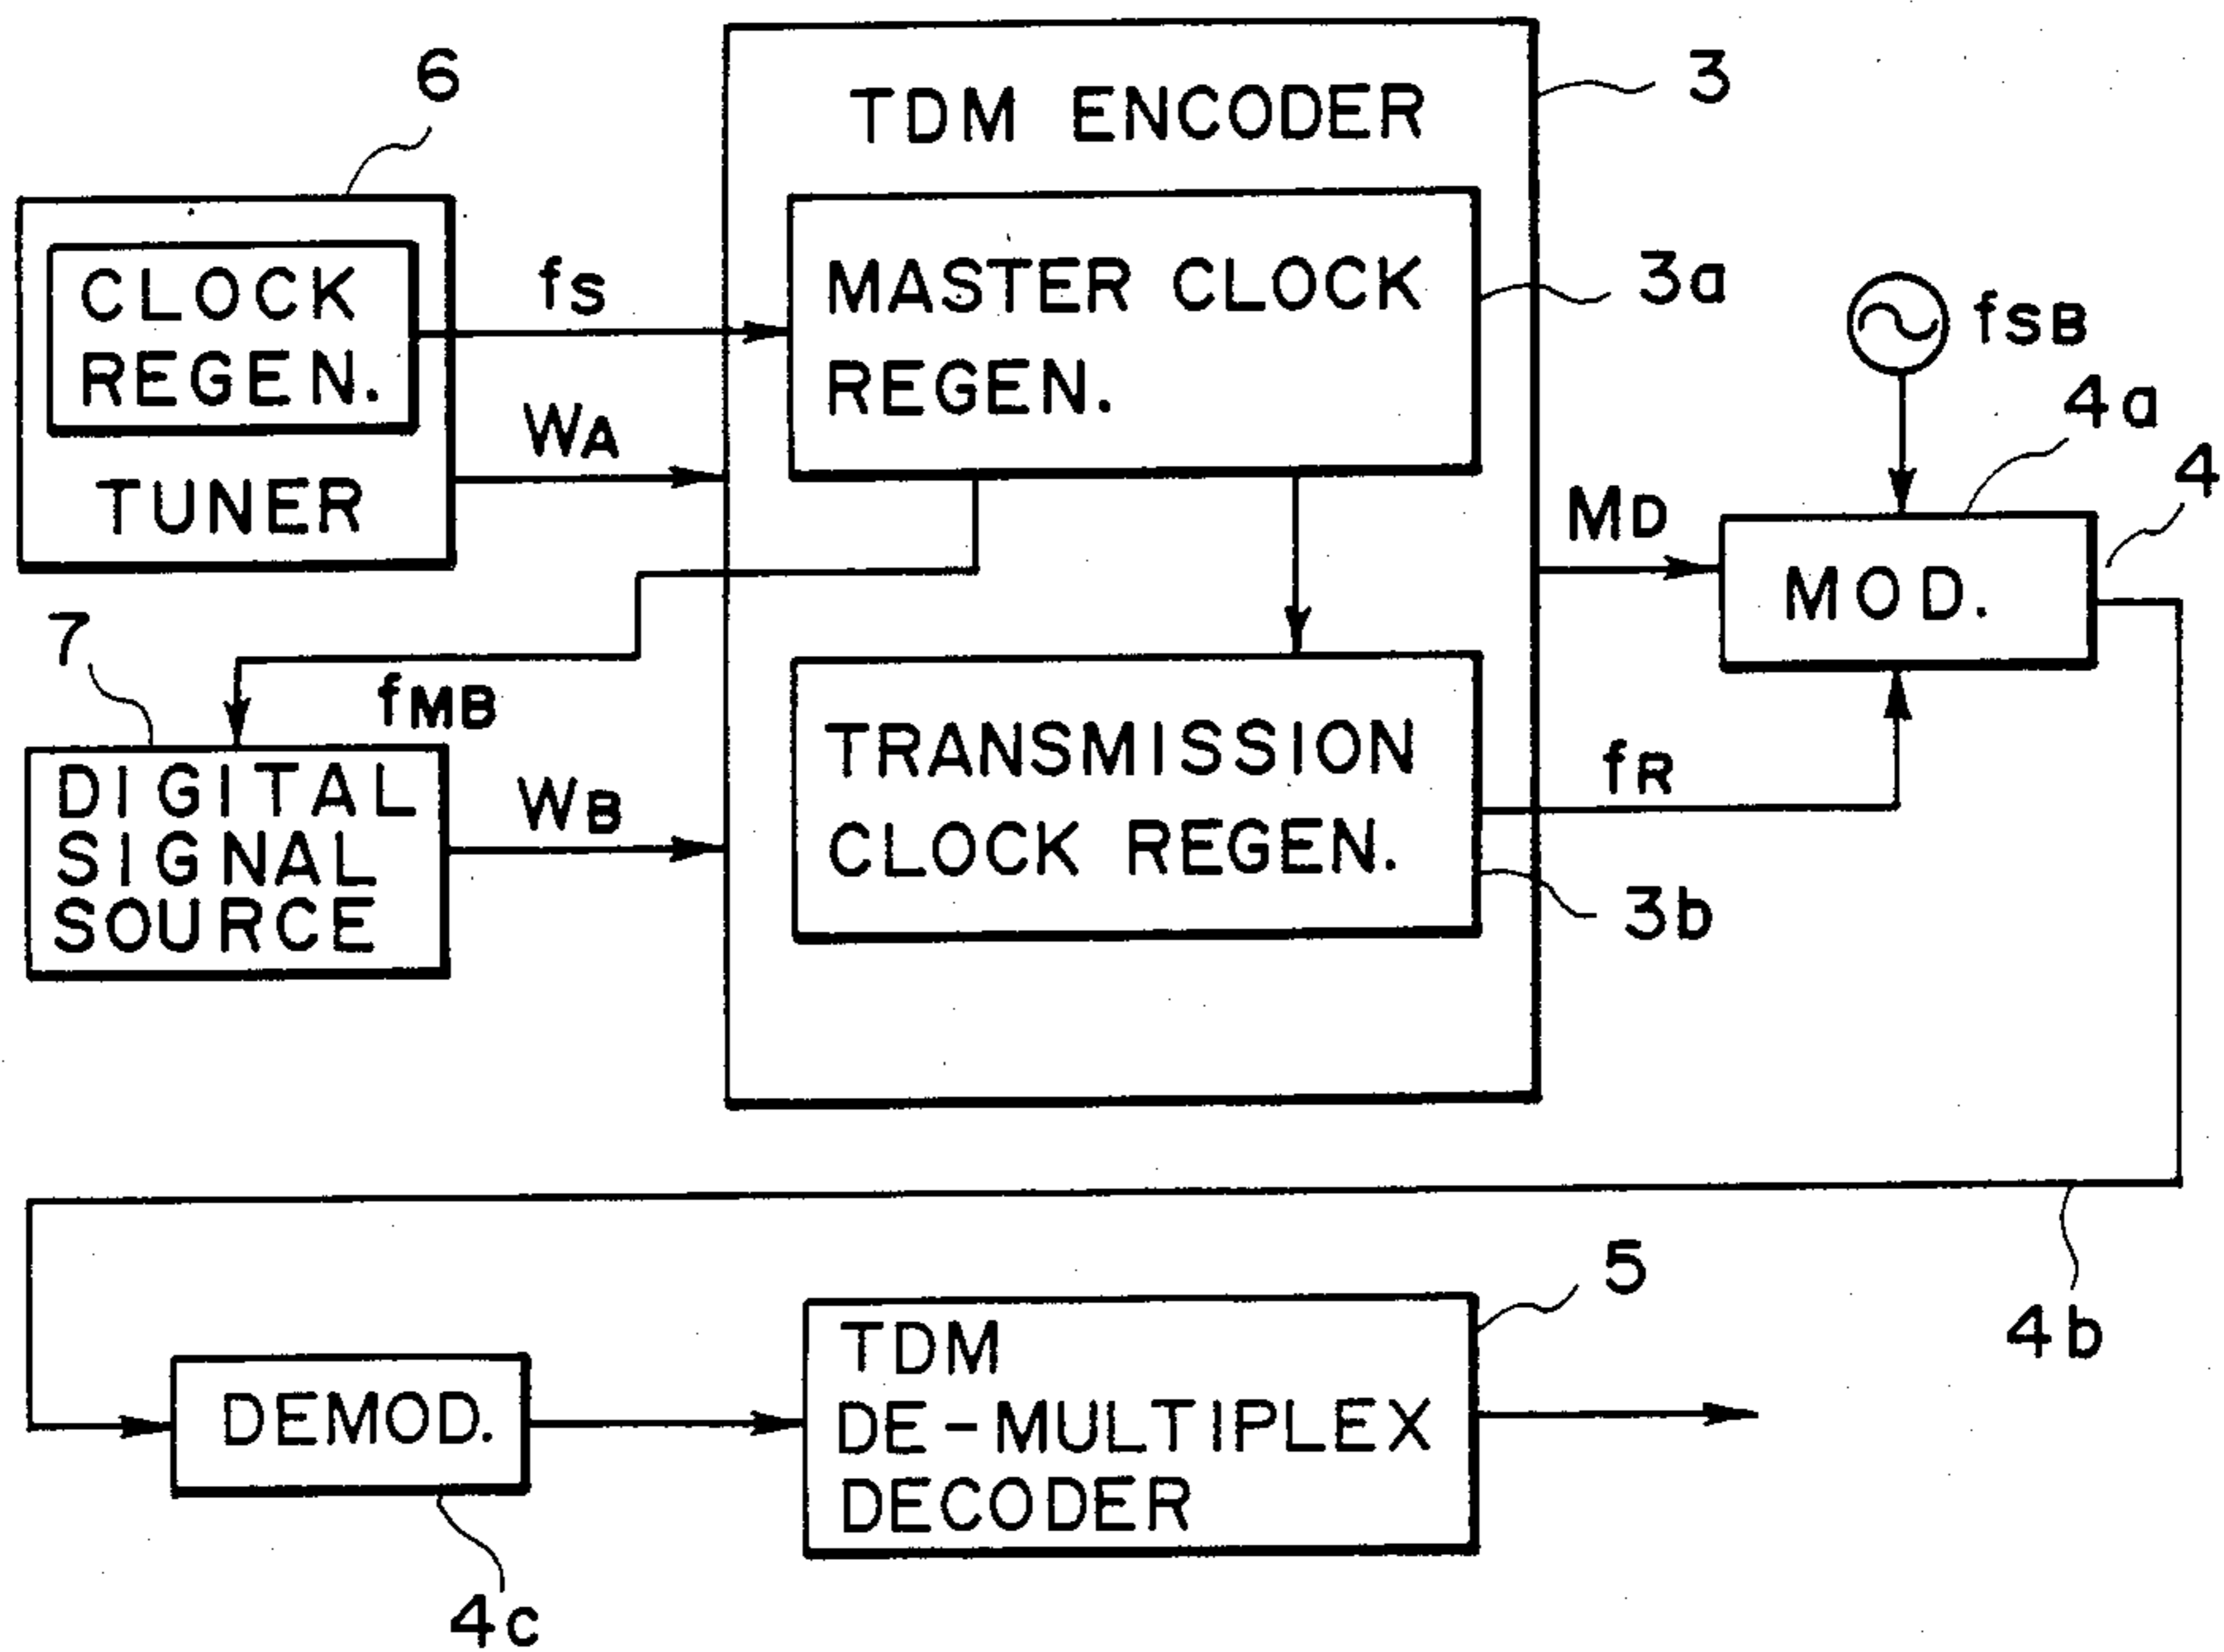 6
CLOCK
REGEN.
TUNER
fS
WA
TDM ENCODER
3
MASTER CLOCK
REGEN.
3a
fSB
4a
4
MD
MOD.
7
fMB
DIGITAL
SIGNAL
SOURCE
WB
TRANSMISSION
CLOCK REGEN.
fR
3b
4b
DEMOD.
4c
TDM
DE-MULTIPLEX
DECODER
5